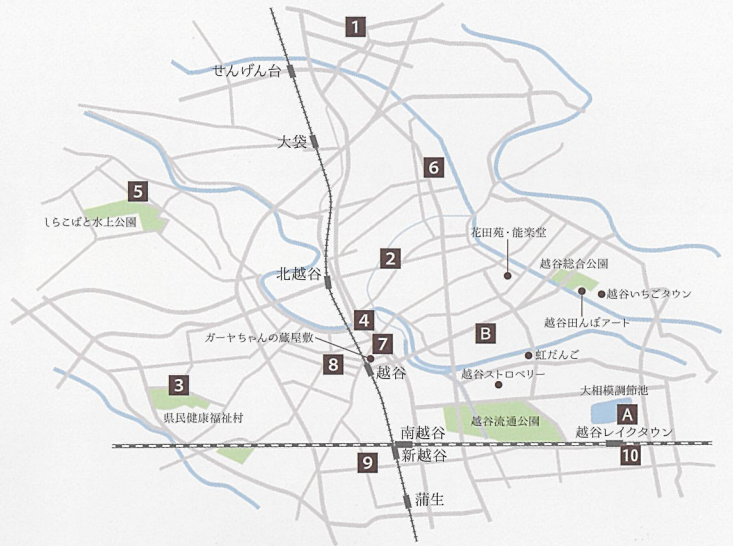 1
せんげん台
大袋
6
5
しらこばと水上公園
花田苑・能楽堂
2
越谷総合公園
北越谷
越谷いちごタウン
4
越谷田んぼアート
B
ガーヤちゃんの蔵屋敷
7
虹だんご
8
越谷
越谷ストロベリー
3
大相模調節池
県民健康福祉村
越谷流通公園
A
南越谷
越谷レイクタウン
新越谷
9
10
蒲生